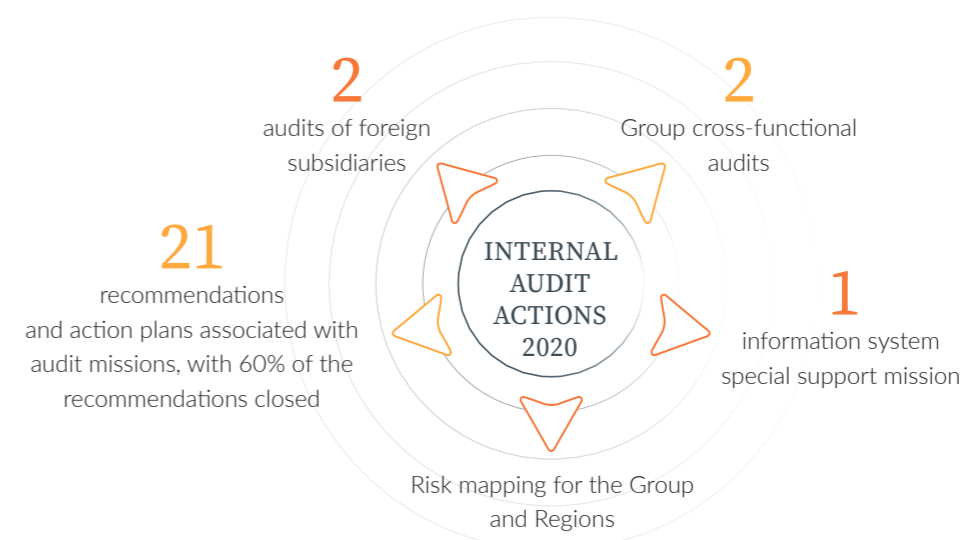 2
audits of foreign
subsidiaries
2
Group cross-functional
audits
21
recommendations
and action plans associated with
audit missions, with 60% of the
recommendations closed
INTERNAL
AUDIT
ACTIONS
2020
1
information system
special support mission
Risk mapping for the Group
and Regions